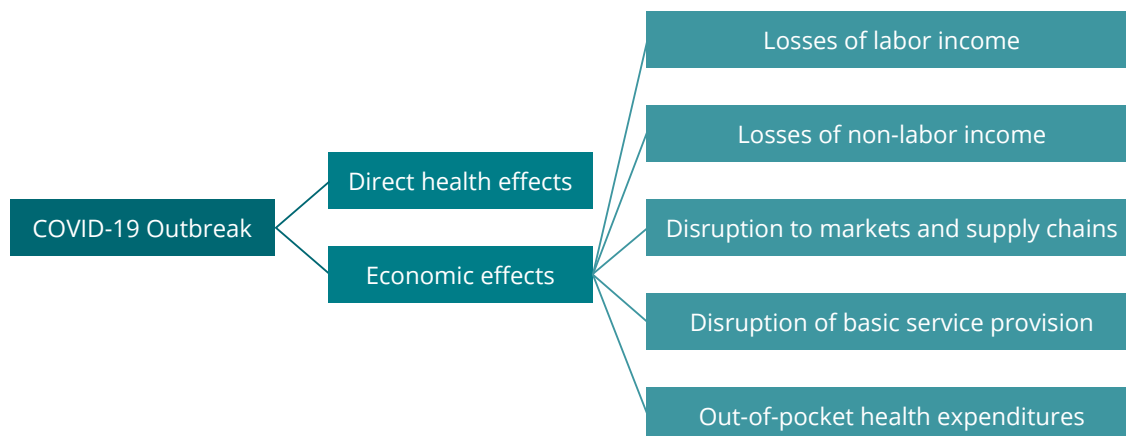 COVID-19 Outbreak
Direct health effects
Economic effects
Losses of labor income
Losses of non-labor income
Disruption to markets and supply chains
Disruption of basic service provision
Out-of-pocket health expenditures